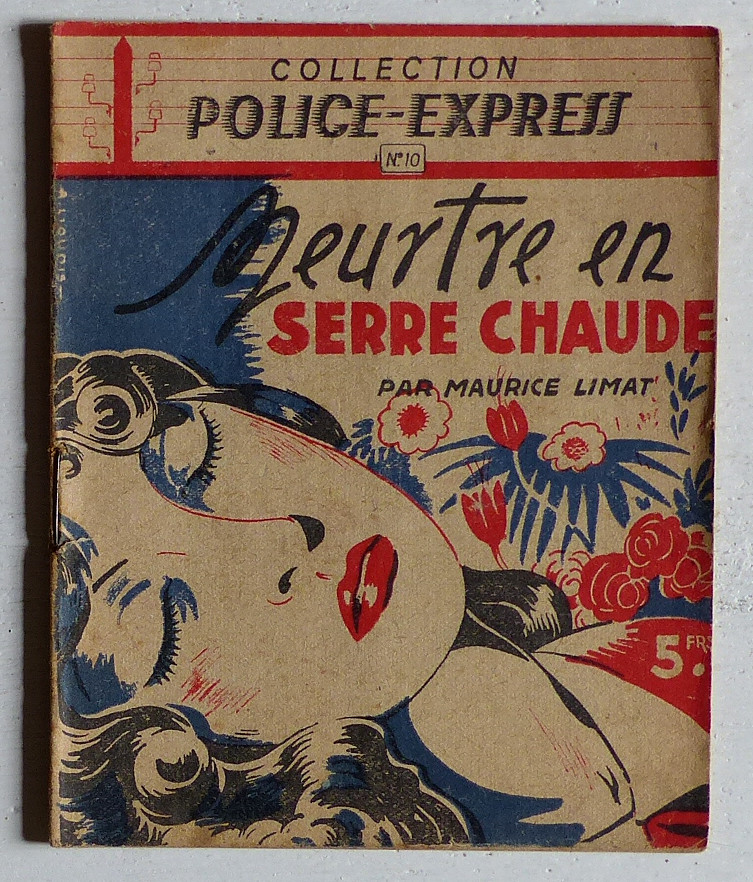 COLLECTION
POLICE-EXPRESS
N° 10
Meurtre en
SERRE CHAUDE
PAR MAURICE LIMAT
5 FRS